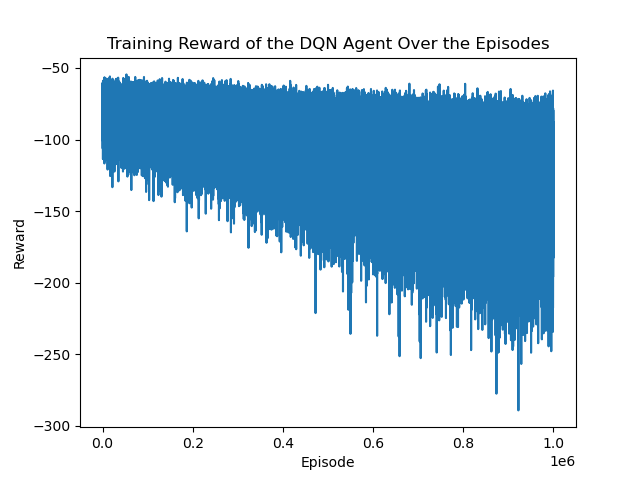 Training Reward of the DQN Agent Over the Episodes
−50
−100
−150
−200
−250
−300
Reward
0.0 0.2 0.4 0.6 0.8 1.0
1e6
Episode